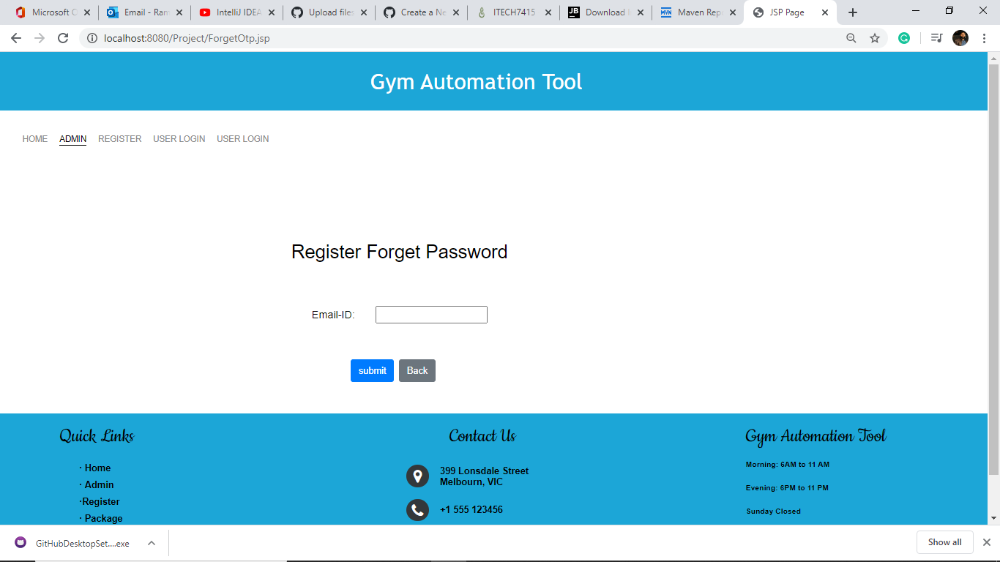 Microsoft O
Email - Ram
IntelliJ IDEA
Upload files
Create a Ne
ITECH7415
Download I
Maven Repo
JSP Page
localhost:8080/Project/ForgetOtp.jsp
Gym Automation Tool
HOME ADMIN REGISTER USER LOGIN USER LOGIN
Register Forget Password
Email-ID:
submit Back
Quick Links
· Home
· Admin
·Register
· Package
Contact Us
399 Lonsdale Street
Melbourn, VIC
+1 555 123456
Gym Automation Tool
Morning: 6AM to 11 AM
Evening: 6PM to 11 PM
Sunday Closed
GitHubDesktopSet....exe
Show all